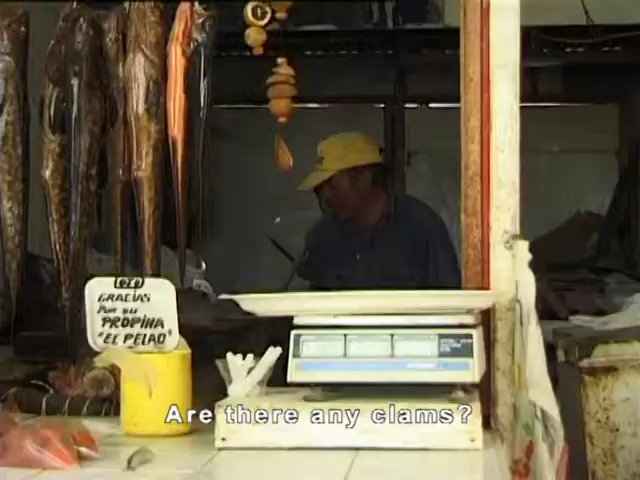 GRACIAS
POR SU
PROPINA
"EL PELAO"
Are there any clams?